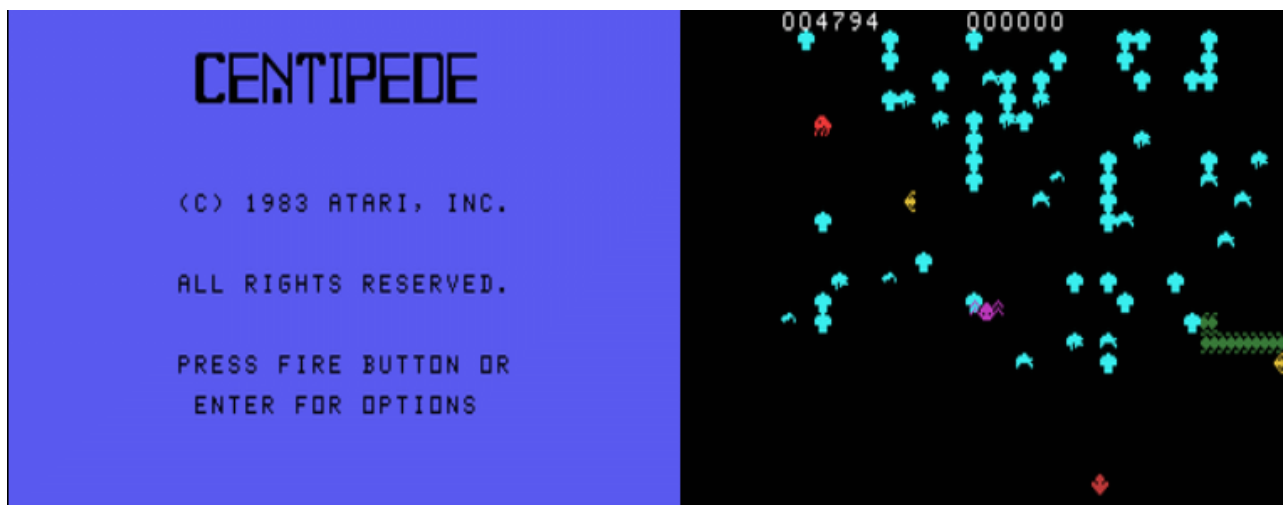 CENTIPEDE
(C) 1983 ATARI, INC.
ALL RIGHTS RESERVED.
PRESS FIRE BUTTON OR
ENTER FOR OPTIONS
004794 000000